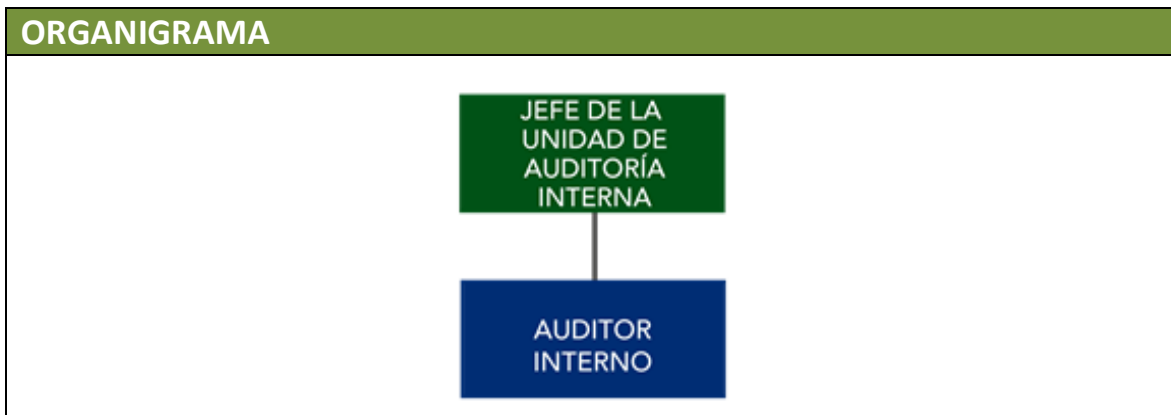 ORGANIGRAMA
JEFE DE LA
UNIDAD DE
AUDITORÍA
INTERNA
AUDITOR
INTERNO